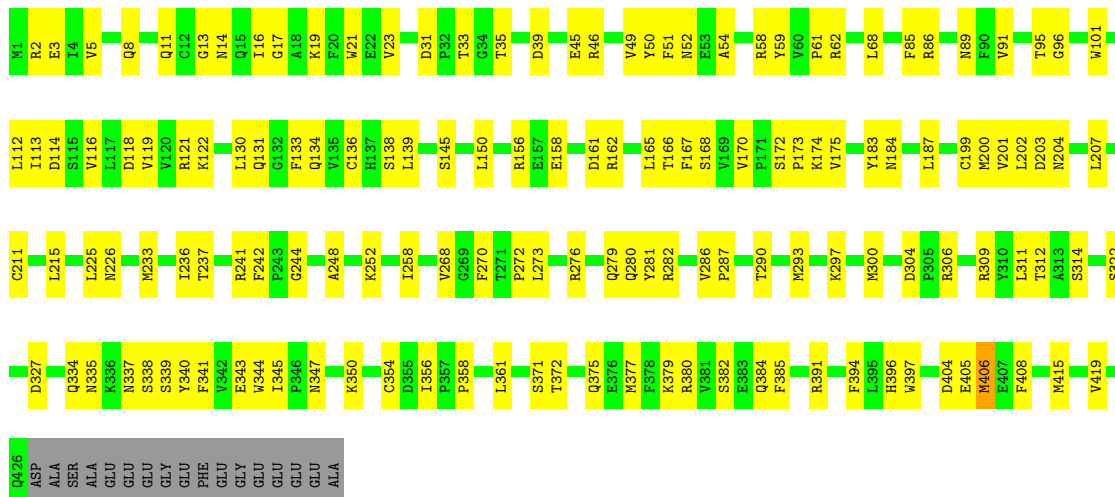 M1 R2 E3 I4 V5 Q8 Q11 C12 G13 N14 Q15 I16 G17 A18 K19 F20 W21 E22 V23 D31 P32 T33 G34 T35 D39 E45 R46 V49 Y50 F51 N52 E53 A54 R58 Y59 V60 P61 R62 L68 F85 R86 N89 F90 V91 T95 G96 W101
L112 I113 D114 S115 V116 L117 D118 V119 V120 R121 K122 L130 Q131 G132 F133 Q134 V135 C136 H137 S138 L139 S145 L150 R156 E157 E158 D161 R162 L165 T166 F167 S168 V169 V170 P171 S172 P173 K174 V175 Y183 N184 L187 C199 M200 V201 L202 D203 N204 L207
C211 L215 L225 N226 M233 I236 T237 R241 F242 P243 G244 A248 K252 I258 V268 G269 F270 T271 P272 L273 R276 Q279 Q280 Y281 R282 V286 P287 T290 M293 K297 M300 D304 P305 R306 R309 Y310 L311 T312 A313 S314
D327 Q334 N335 K336 N337 S338 S339 Y340 F341 V342 E343 W344 I345 P346 N347 K350 C354 D355 I356 P357 P358 L361 S371 T372 Q375 E376 M377 F378 K379 R380 V381 S382 E383 Q384 F385 R391 F394 L395 H396 W397 D404 E405 M406 E407 F408 M415 V419
Q426 ASP ALA SER ALA GLU GLU GLU GLY GLU PHE GLU GLY GLU GLU GLU GLU ALA